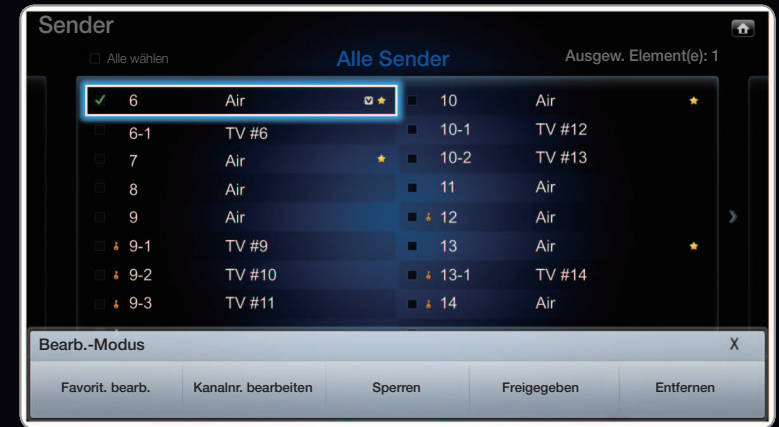 Sender
Alle wählen Alle Sender Ausgew. Element(e): 1
6 Air 10 Air
6-1 TV #6 10-1 TV #12
7 Air 10-2 TV #13
8 Air 11 Air
9 Air 12 Air
9-1 TV #9 13 Air
9-2 TV #10 13-1 TV #14
9-3 TV #11 14 Air
Bearb.-Modus X
Favorit. bearb. Kanalnr. bearbeiten Sperren Freigegeben Entfernen